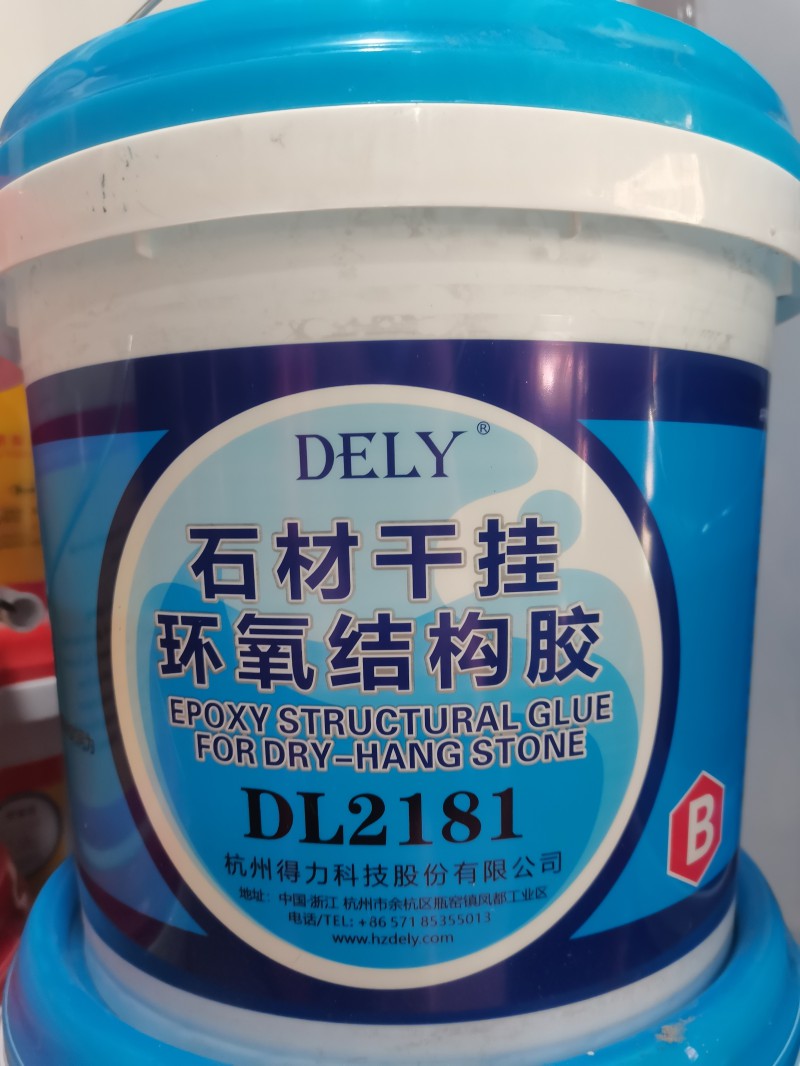 DELY®
石材干挂
环氧结构胶
EPOXY STRUCTURAL GLUE
FOR DRY-HANG STONE
DL2181
B
杭州得力科技股份有限公司
地址：中国·浙江 杭州市余杭区瓶窑镇凤都工业区
电话/TEL: +86 571 85355013
www.hzdely.com